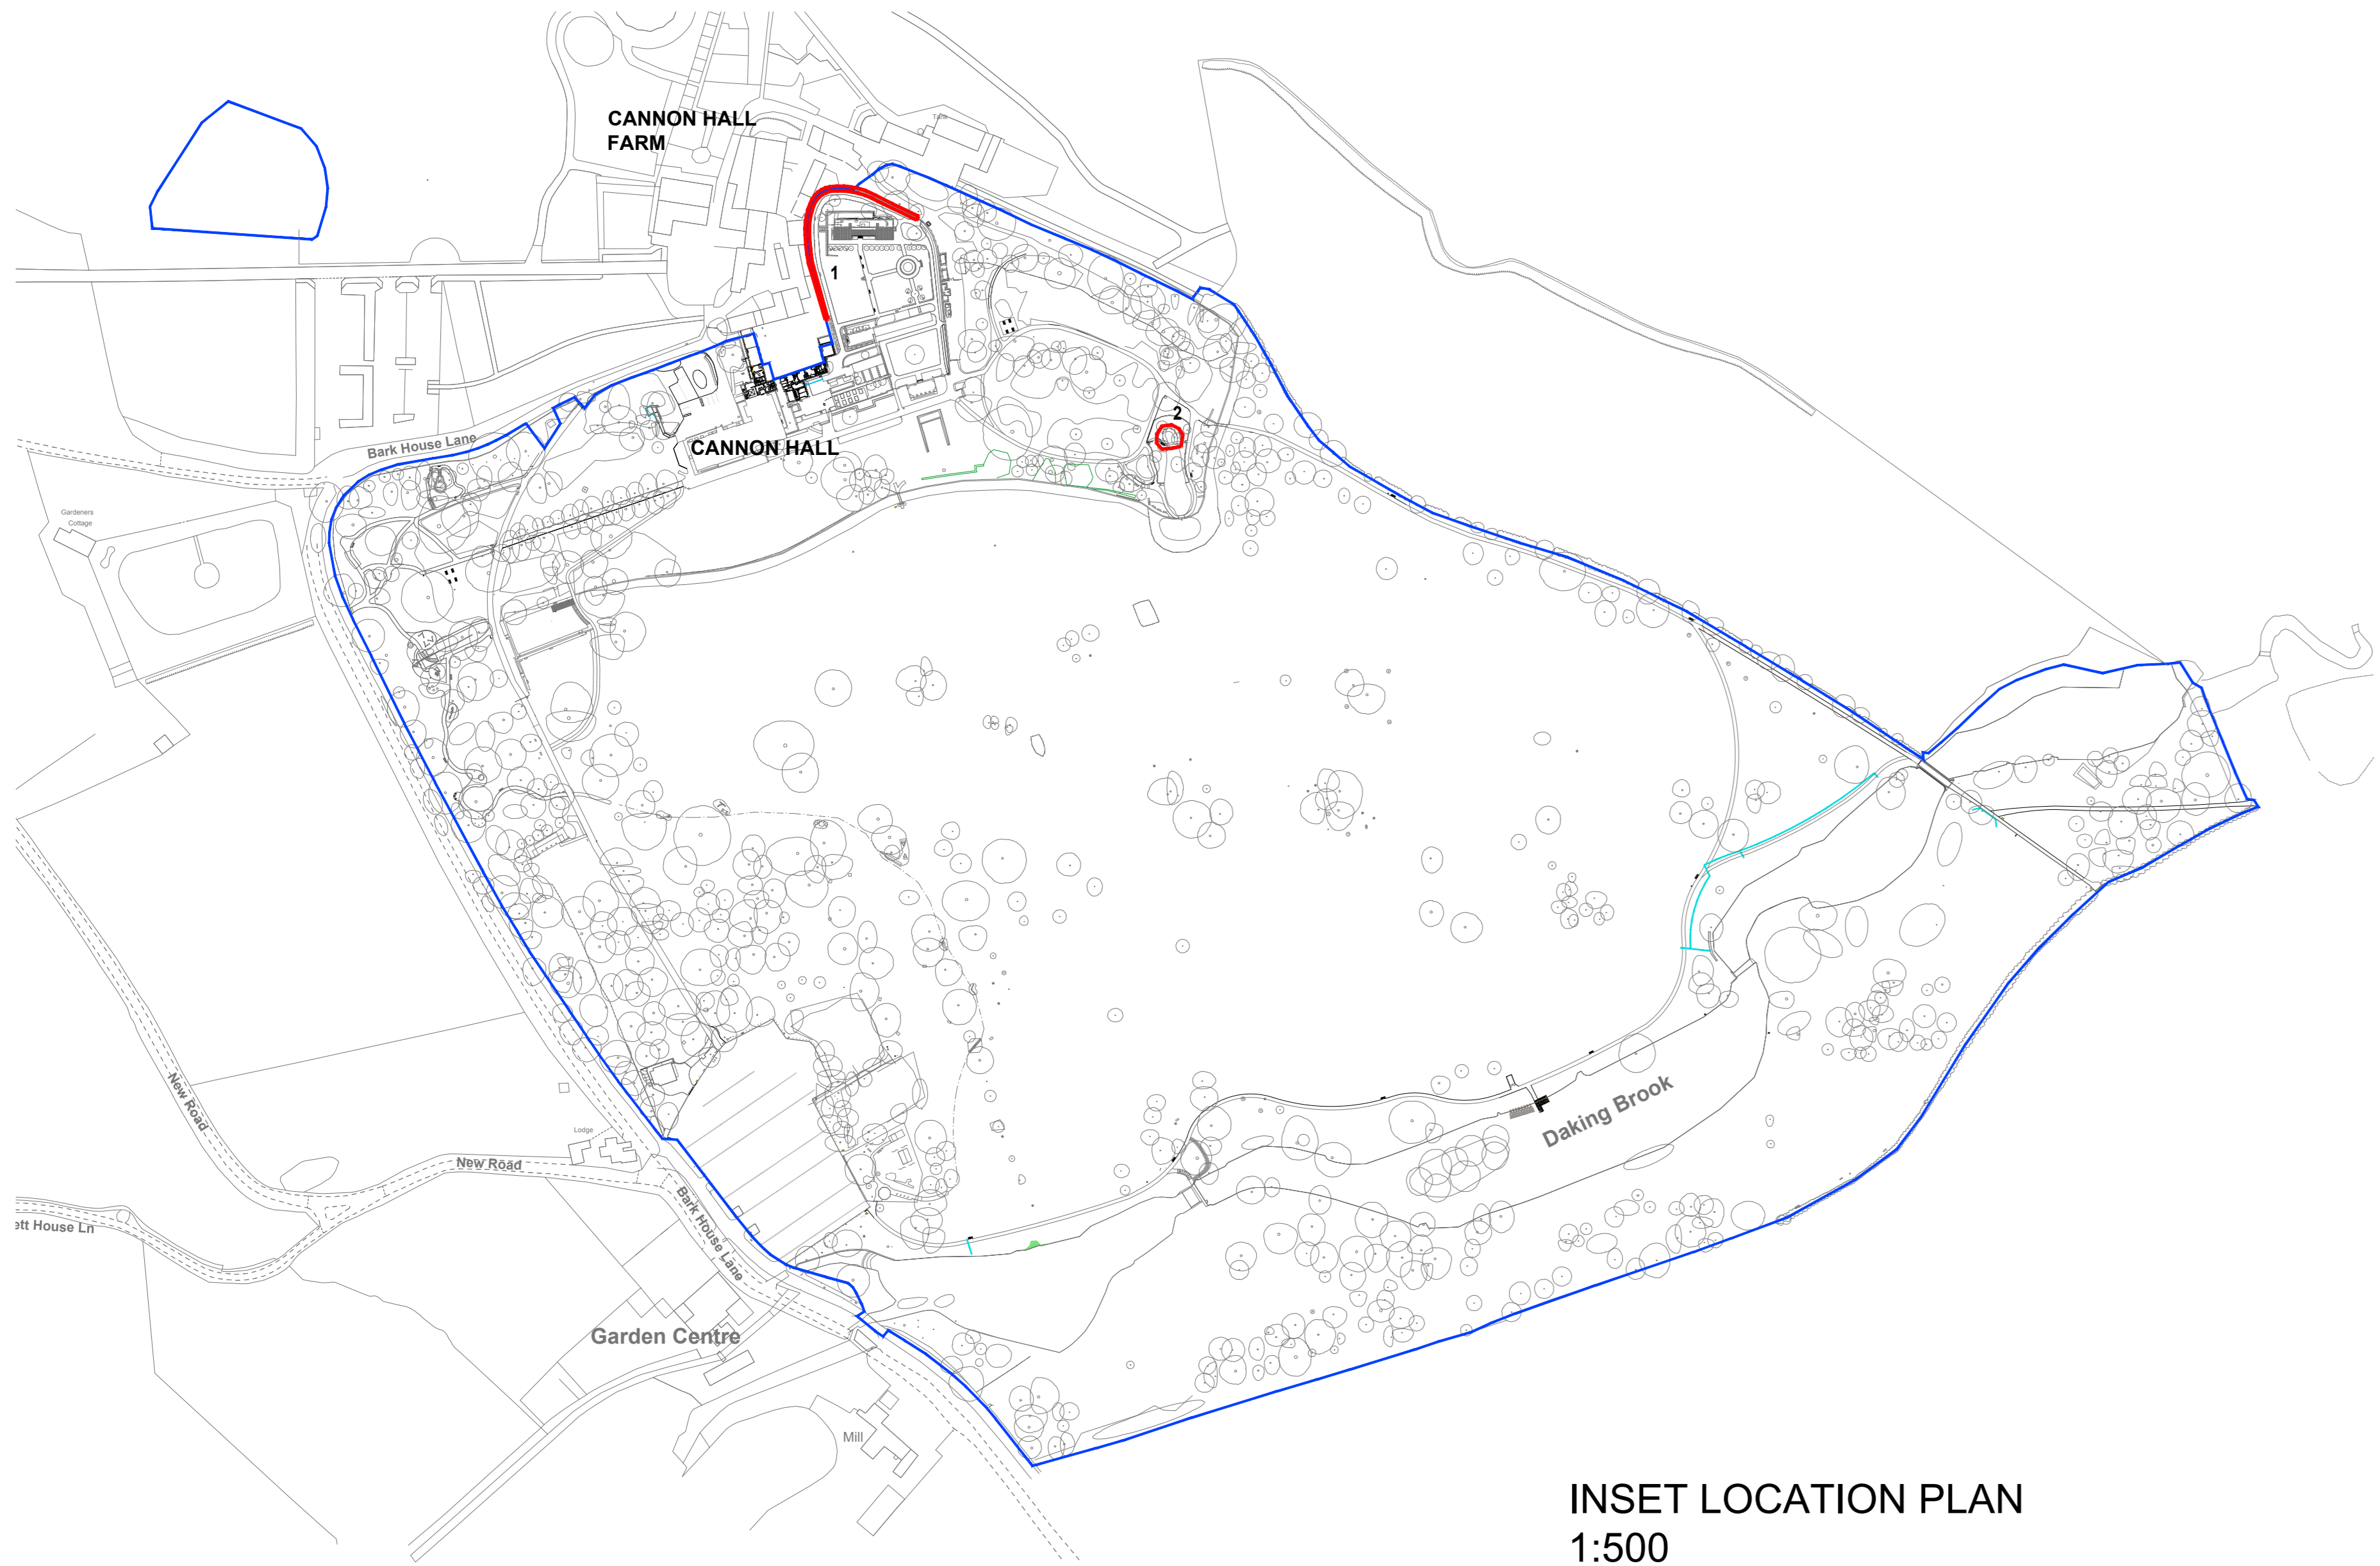 CANNON HALL
FARM
Tank
1
2
Bark House Lane
CANNON HALL
Gardeners
Cottage
New Road
Lodge
New Road
Bark House Lane
ett House Ln
Daking Brook
Garden Centre
Mill
INSET LOCATION PLAN
1:500